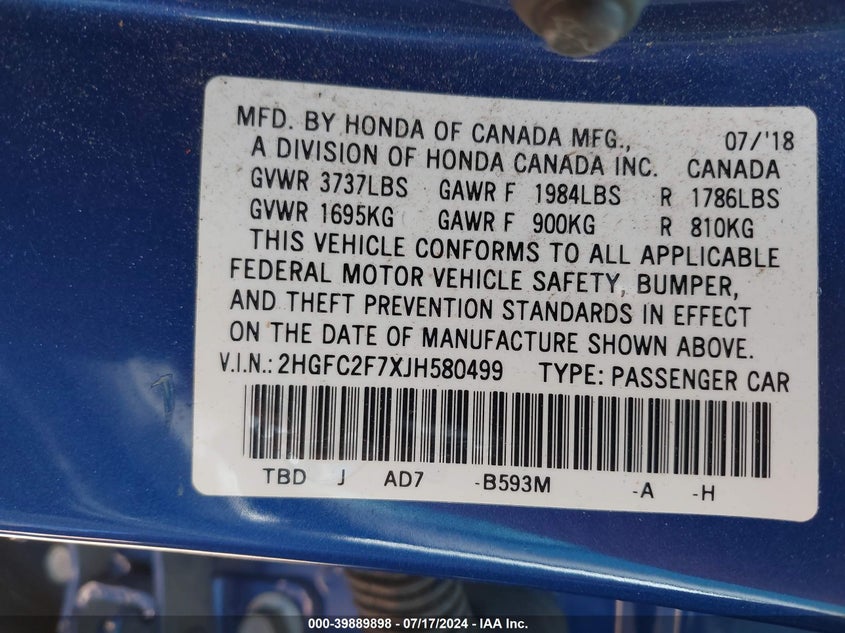 MFD. BY HONDA OF CANADA MFG., 07/'18
A DIVISION OF HONDA CANADA INC. CANADA
GVWR 3737LBS GAWR F 1984LBS R 1786LBS
GVWR 1695KG GAWR F 900KG R 810KG
THIS VEHICLE CONFORMS TO ALL APPLICABLE
FEDERAL MOTOR VEHICLE SAFETY, BUMPER,
AND THEFT PREVENTION STANDARDS IN EFFECT
ON THE DATE OF MANUFACTURE SHOWN ABOVE.
V.I.N.: 2HGFC2F7XJH580499 TYPE: PASSENGER CAR
TBD J AD7 -B593M -A -H
000-39889898 - 07/17/2024 - IAA Inc.